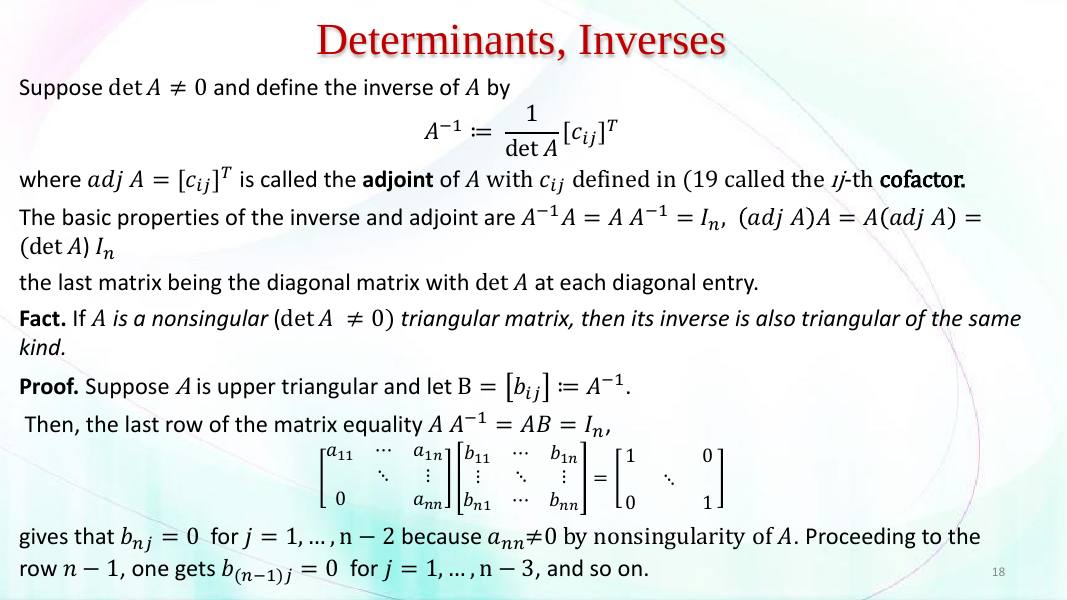 Determinants, Inverses
Suppose det A ≠ 0 and define the inverse of A by
A⁻¹ ≔ 1/(det A) [c_{ij}]^T
where adj A = [c_{ij}]^T is called the adjoint of A with c_{ij} defined in (19 called the ij-th cofactor.
The basic properties of the inverse and adjoint are A⁻¹A = A A⁻¹ = I_n, (adj A)A = A(adj A) =
(det A) I_n
the last matrix being the diagonal matrix with det A at each diagonal entry.
Fact. If A is a nonsingular (det A ≠ 0) triangular matrix, then its inverse is also triangular of the same
kind.
Proof. Suppose A is upper triangular and let B = [b_{ij}] ≔ A⁻¹.
Then, the last row of the matrix equality A A⁻¹ = AB = I_n,
[a_{11} ⋯ a_{1n}] [b_{11} ⋯ b_{1n}] [1 0]
[⋱ ⋮] [⋮ ⋱ ⋮] = [⋱]
[0 a_{nn}] [b_{n1} ⋯ b_{nn}] [0 1]
gives that b_{nj} = 0 for j = 1, … , n − 2 because a_{nn}≠0 by nonsingularity of A. Proceeding to the
row n − 1, one gets b_{(n−1)j} = 0 for j = 1, … , n − 3, and so on.
18